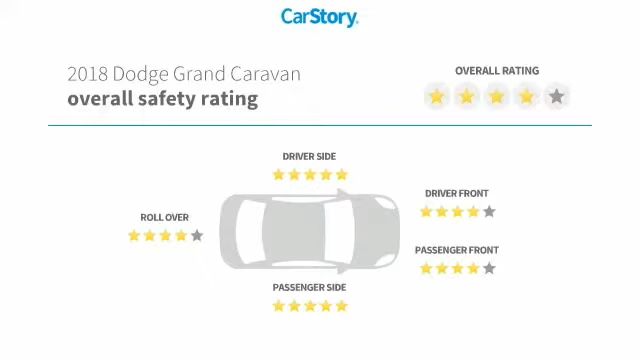 CarStory.
2018 Dodge Grand Caravan
overall safety rating
OVERALL RATING
DRIVER SIDE
DRIVER FRONT
ROLL OVER
PASSENGER FRONT
PASSENGER SIDE